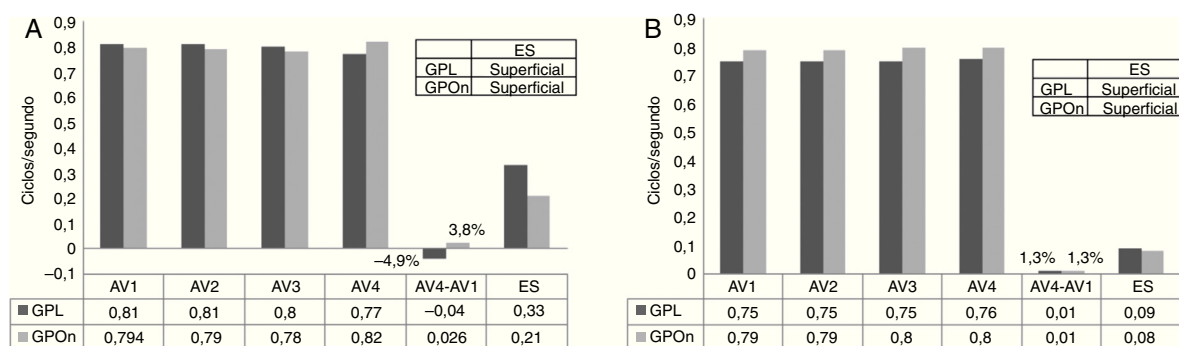 A
Ciclos/segundo
0,9
0,8
0,7
0,6
0,5
0,4
0,3
0,2
0,1
0
–0,1
ES
GPL Superficial
GPOn Superficial
–4,9% 3,8%
AV1 AV2 AV3 AV4 AV4-AV1 ES
GPL 0,81 0,81 0,8 0,77 –0,04 0,33
GPOn 0,794 0,79 0,78 0,82 0,026 0,21
B
Ciclos/segundo
0,9
0,8
0,7
0,6
0,5
0,4
0,3
0,2
0,1
0
ES
GPL Superficial
GPOn Superficial
1,3% 1,3%
AV1 AV2 AV3 AV4 AV4-AV1 ES
GPL 0,75 0,75 0,75 0,76 0,01 0,09
GPOn 0,79 0,79 0,8 0,8 0,01 0,08